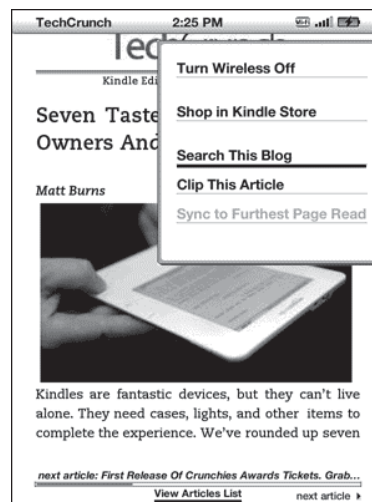 TechCrunch 2:25 PM
Kindle Edi
Turn Wireless Off
Shop in Kindle Store
Search This Blog
Clip This Article
Sync to Furthest Page Read
Seven Taste
Owners And
Matt Burns
Kindles are fantastic devices, but they can't live
alone. They need cases, lights, and other items to
complete the experience. We've rounded up seven
next article: First Release Of Crunchies Awards Tickets. Grab...
View Articles List next article